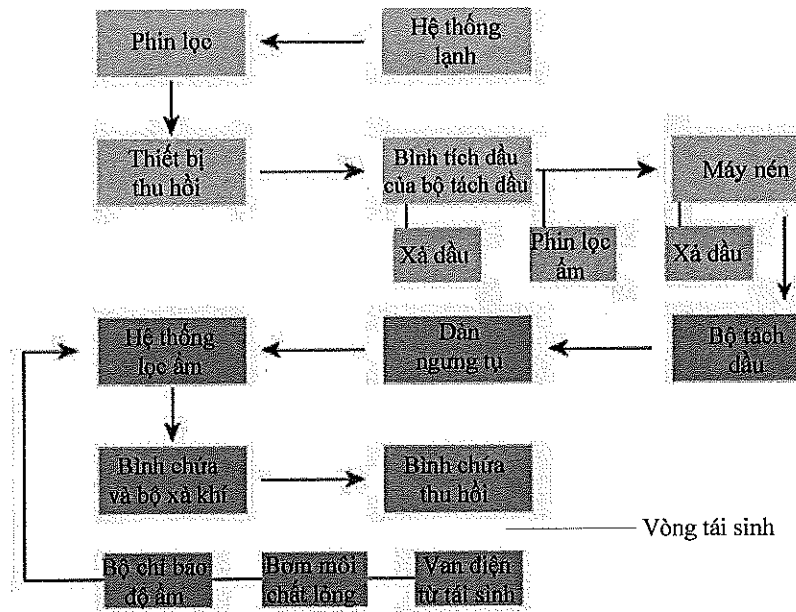 Phin lọc
Hệ thống
lạnh
Thiết bị
thu hồi
Bình tích dầu
của bộ tách dầu
Máy nén
Xả dầu
Phin lọc
ẩm
Xả dầu
Hệ thống
lọc ẩm
Dàn
ngưng tụ
Bộ tách
dầu
Bình chứa
và bộ xả khí
Bình chứa
thu hồi
Vòng tái sinh
Bộ chỉ báo
độ ẩm
Bơm môi
chất lỏng
Van điện
từ tái sinh